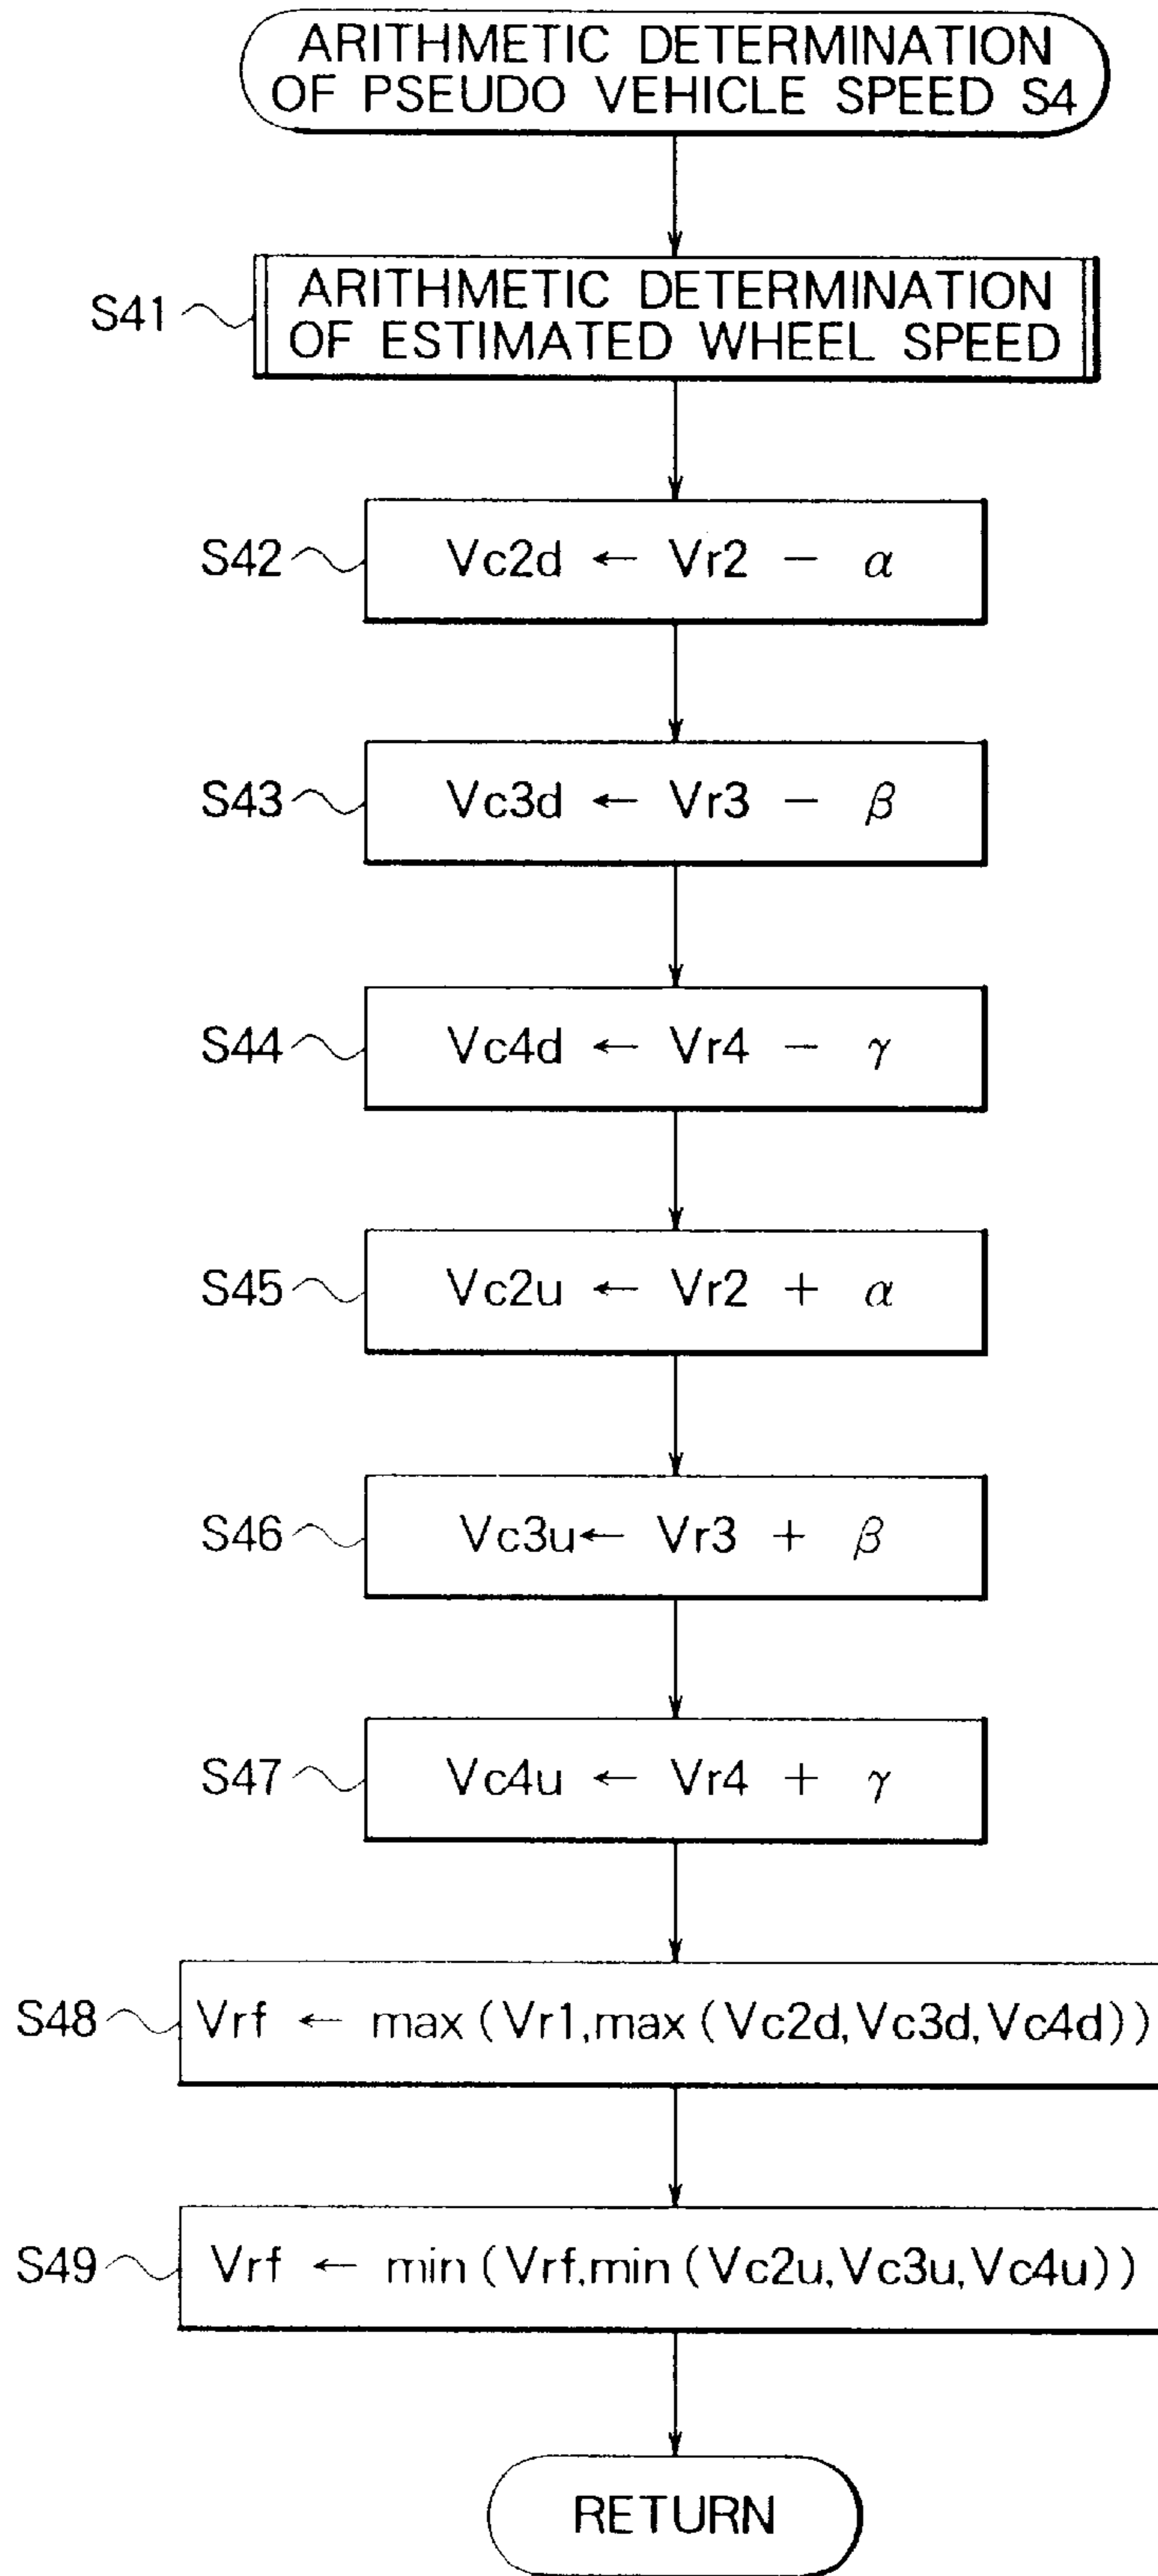 ARITHMETIC DETERMINATION
OF PSEUDO VEHICLE SPEED S4
S41
ARITHMETIC DETERMINATION
OF ESTIMATED WHEEL SPEED
S42 Vc2d ← Vr2 − α
S43 Vc3d ← Vr3 − β
S44 Vc4d ← Vr4 − γ
S45 Vc2u ← Vr2 + α
S46 Vc3u← Vr3 + β
S47 Vc4u ← Vr4 + γ
S48 Vrf ← max (Vr1,max (Vc2d,Vc3d,Vc4d))
S49 Vrf ← min (Vrf,min (Vc2u,Vc3u,Vc4u))
RETURN